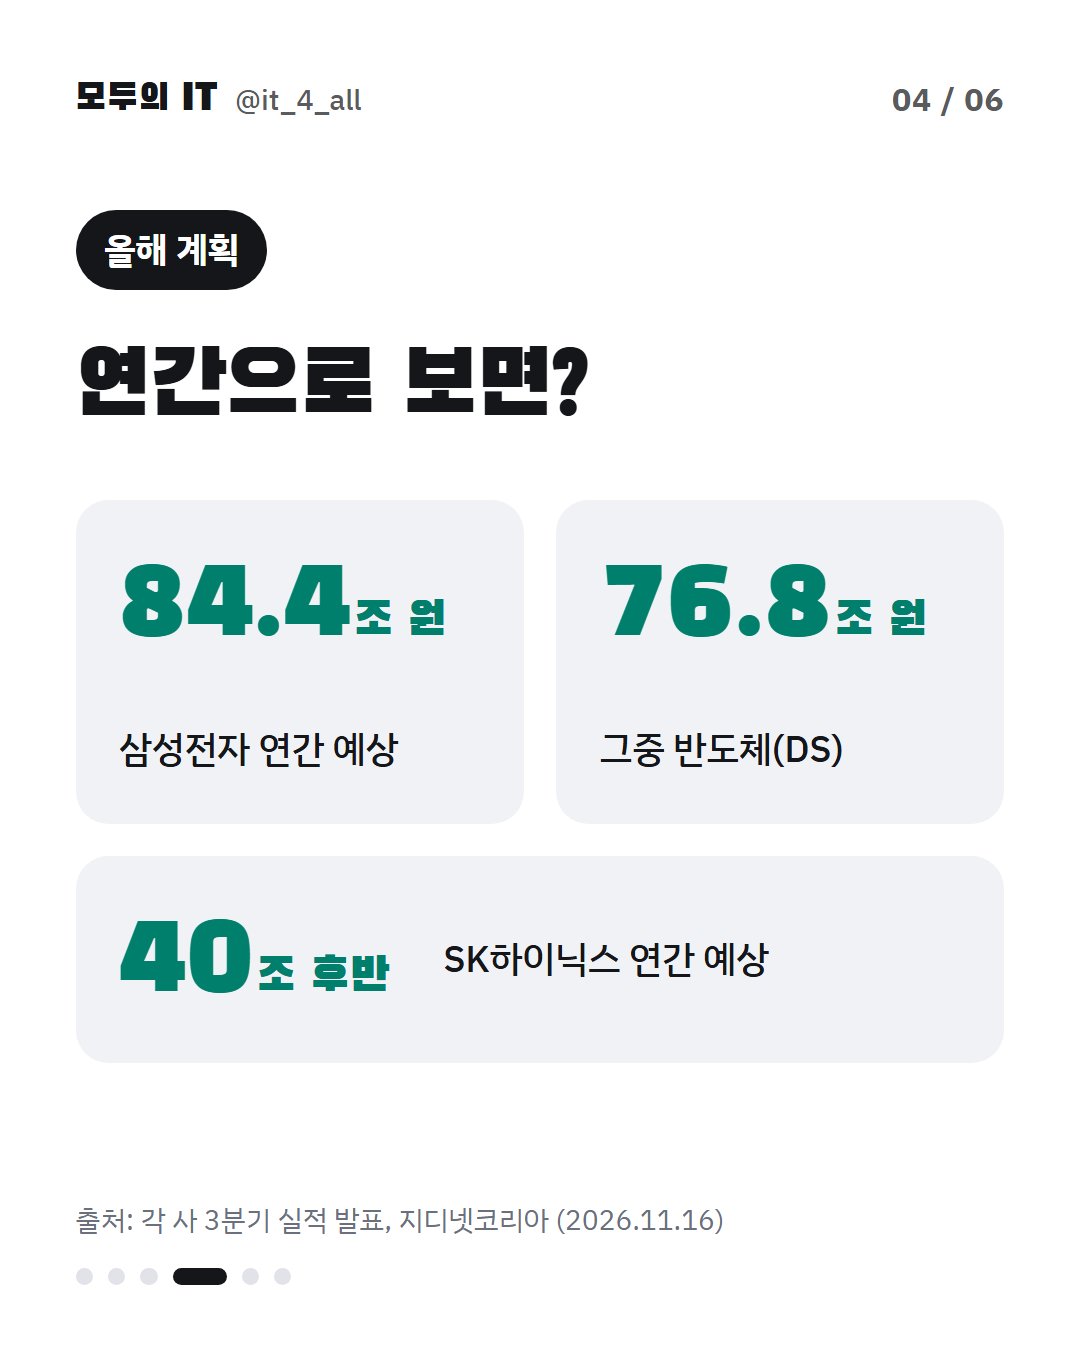 모두의 IT @it_4_all
04 / 06
올해 계획
연간으로 보면?
84.4조 원
삼성전자 연간 예상
76.8조 원
그중 반도체(DS)
40조 후반
SK하이닉스 연간 예상
출처: 각 사 3분기 실적 발표, 지디넷코리아 (2026.11.16)